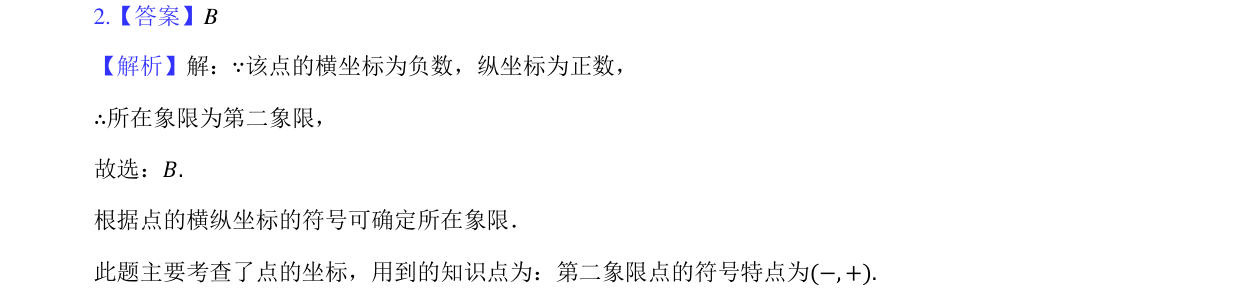 2.【答案】B
【解析】解：∵该点的横坐标为负数，纵坐标为正数，
∴所在象限为第二象限，
故选：B.
根据点的横纵坐标的符号可确定所在象限.
此题主要考查了点的坐标，用到的知识点为：第二象限点的符号特点为(−,+).